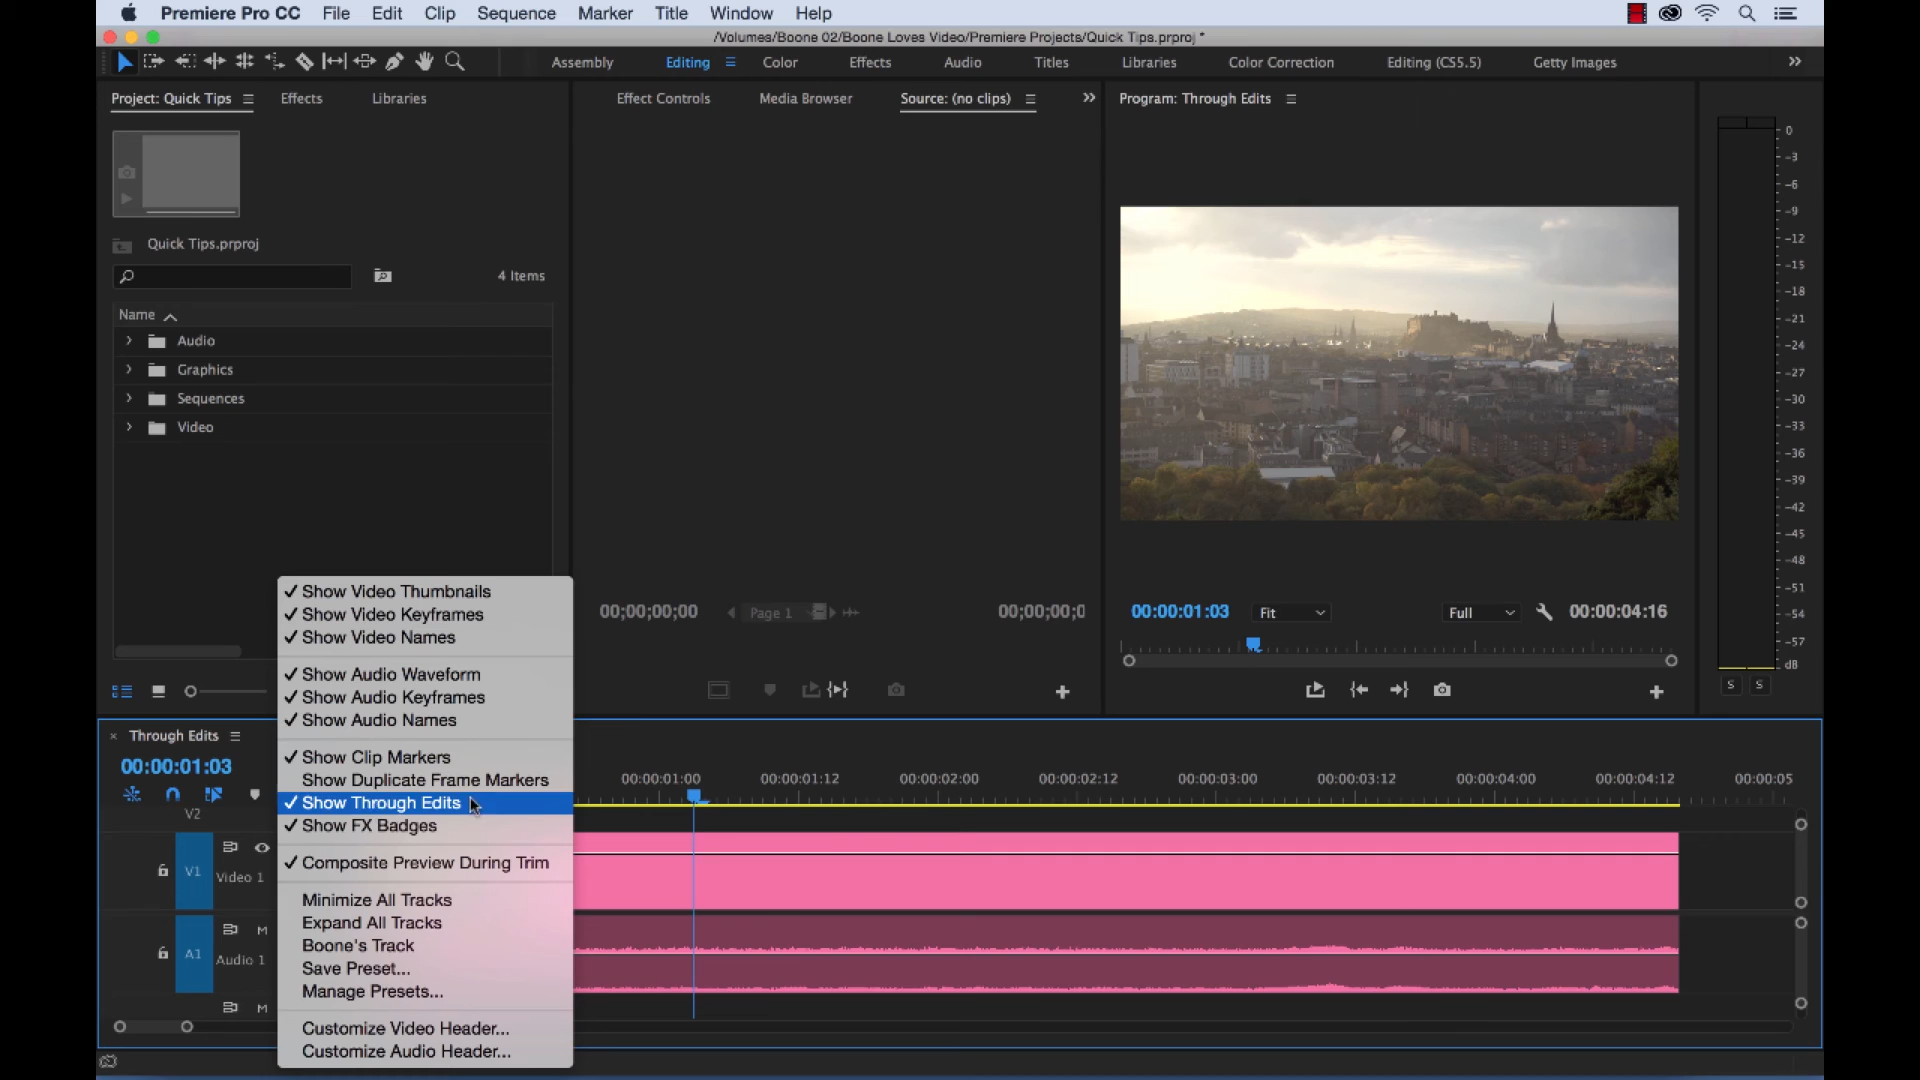 Premiere Pro CC File Edit Clip Sequence Marker Title Window Help
/Volumes/Boone 02/Boone Loves Video/Premiere Projects/Quick Tips.prproj *
Assembly Editing Color Effects Audio Titles Libraries Color Correction Editing (CS5.5) Getty Images
Project: Quick Tips Effects Libraries
Effect Controls Media Browser Source: (no clips)
Program: Through Edits
Quick Tips.prproj
4 Items
Name
Audio
Graphics
Sequences
Video
00;00;00;00 Page 1 00;00;00;0
00:00:01:03 Fit Full 00:00:04:16
0
-3
-6
-9
-12
-15
-18
-21
-24
-27
-30
-33
-36
-39
-42
-45
-48
-51
-54
-57
dB
S S
Show Video Thumbnails
Show Video Keyframes
Show Video Names
Show Audio Waveform
Show Audio Keyframes
Show Audio Names
Show Clip Markers
Show Duplicate Frame Markers
Show Through Edits
Show FX Badges
Composite Preview During Trim
Minimize All Tracks
Expand All Tracks
Boone's Track
Save Preset...
Manage Presets...
Customize Video Header...
Customize Audio Header...
× Through Edits
00:00:01:03
00:00:01:00 00:00:01:12 00:00:02:00 00:00:02:12 00:00:03:00 00:00:03:12 00:00:04:00 00:00:04:12 00:00:05
V2
V1 Video 1
M
A1 Audio 1
M